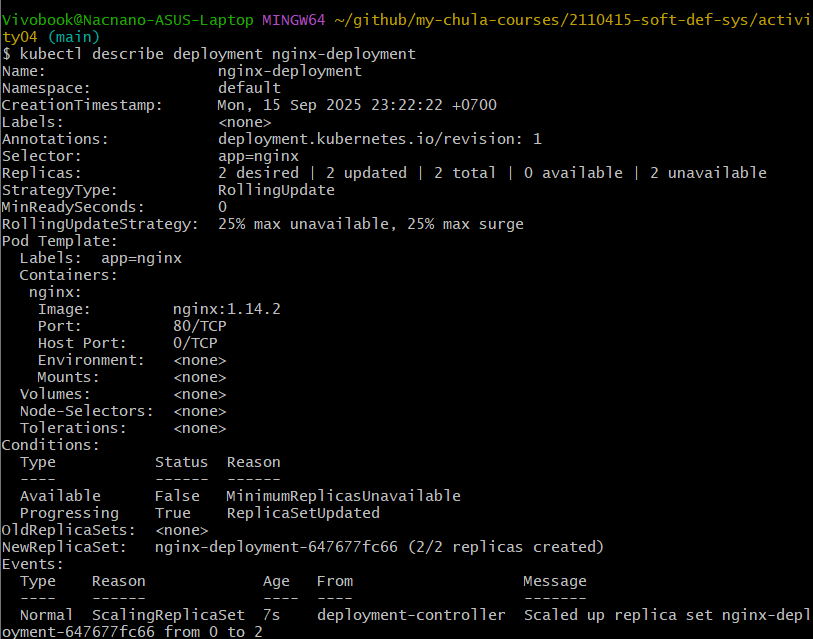 Vivobook@Nacnano-ASUS-Laptop MINGW64 ~/github/my-chula-courses/2110415-soft-def-sys/activi
ty04 (main)
$ kubectl describe deployment nginx-deployment
Name:                   nginx-deployment
Namespace:              default
CreationTimestamp:      Mon, 15 Sep 2025 23:22:22 +0700
Labels:                 <none>
Annotations:            deployment.kubernetes.io/revision: 1
Selector:               app=nginx
Replicas:               2 desired | 2 updated | 2 total | 0 available | 2 unavailable
StrategyType:           RollingUpdate
MinReadySeconds:        0
RollingUpdateStrategy:  25% max unavailable, 25% max surge
Pod Template:
  Labels:  app=nginx
  Containers:
   nginx:
    Image:         nginx:1.14.2
    Port:          80/TCP
    Host Port:     0/TCP
    Environment:   <none>
    Mounts:        <none>
  Volumes:         <none>
  Node-Selectors:  <none>
  Tolerations:     <none>
Conditions:
  Type           Status  Reason
  ----           ------  ------
  Available      False   MinimumReplicasUnavailable
  Progressing    True    ReplicaSetUpdated
OldReplicaSets:  <none>
NewReplicaSet:   nginx-deployment-647677fc66 (2/2 replicas created)
Events:
  Type    Reason             Age   From                   Message
  ----    ------             ----  ----                   -------
  Normal  ScalingReplicaSet  7s    deployment-controller  Scaled up replica set nginx-depl
oyment-647677fc66 from 0 to 2